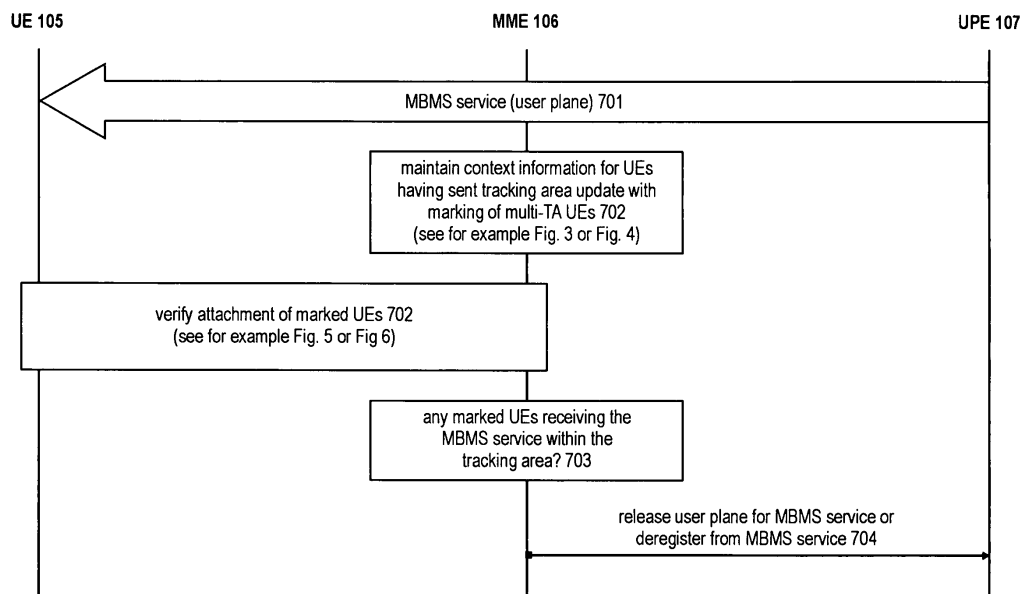 UE 105
MME 106
UPE 107
MBMS service (user plane) 701
maintain context information for UEs
having sent tracking area update with
marking of multi-TA UEs 702
(see for example Fig. 3 or Fig. 4)
verify attachment of marked UEs 702
(see for example Fig. 5 or Fig 6)
any marked UEs receiving the
MBMS service within the
tracking area? 703
release user plane for MBMS service or
deregister from MBMS service 704